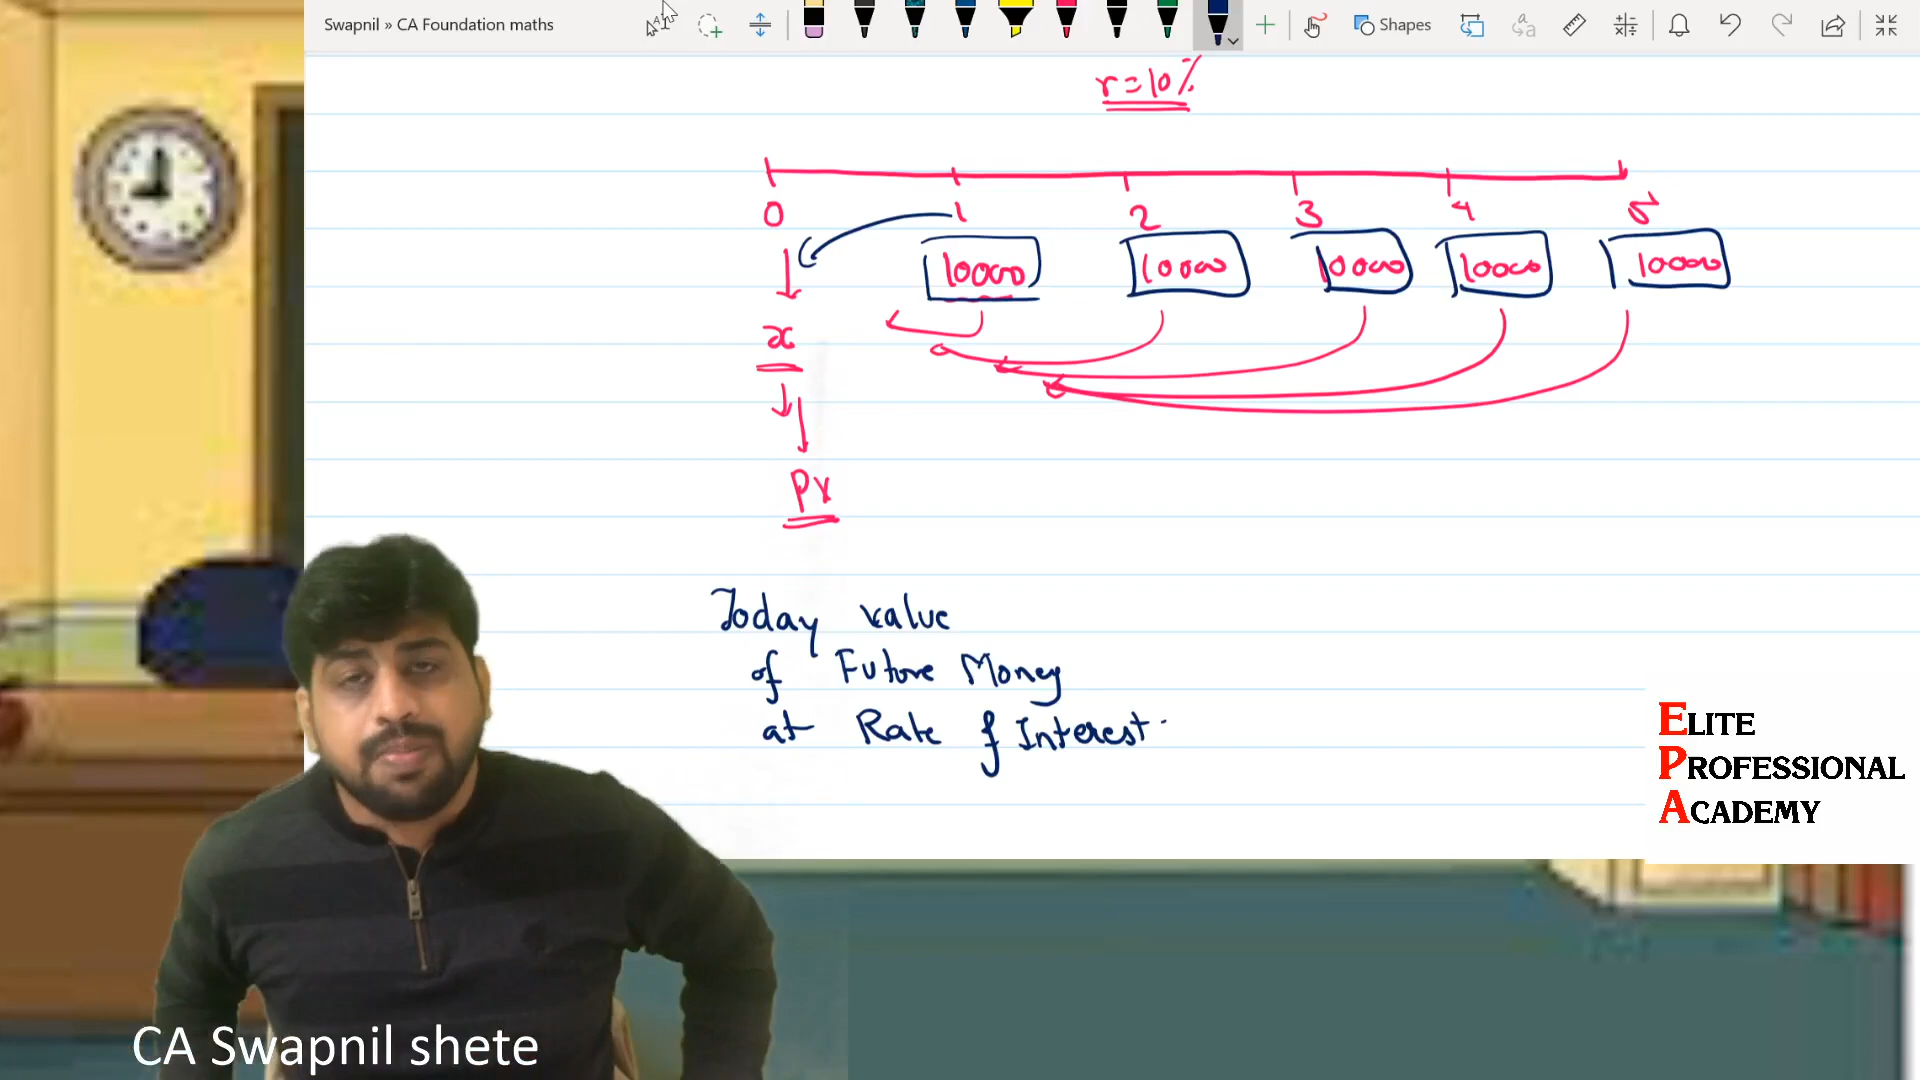 Swapnil » CA Foundation maths
Shapes
r = 10%
0 1 2 3 4 5
10000 10000 10000 10000 10000
x
PV
Today value
of Future Money
at Rate of Interest.
ELITE
PROFESSIONAL
ACADEMY
CA Swapnil shete